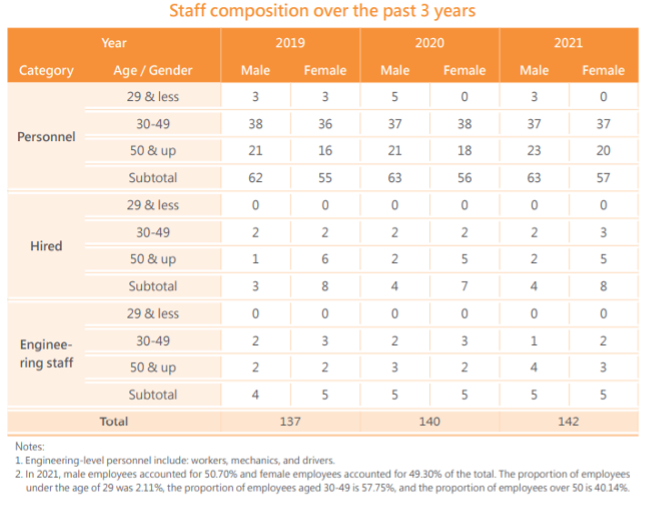 Staff composition over the past 3 years
Year 2019 2020 2021
Category Age / Gender Male Female Male Female Male Female
Personnel
29 & less 3 3 5 0 3 0
30-49 38 36 37 38 37 37
50 & up 21 16 21 18 23 20
Subtotal 62 55 63 56 63 57
Hired
29 & less 0 0 0 0 0 0
30-49 2 2 2 2 2 3
50 & up 1 6 2 5 2 5
Subtotal 3 8 4 7 4 8
Enginee-
ring staff
29 & less 0 0 0 0 0 0
30-49 2 3 2 3 1 2
50 & up 2 2 3 2 4 3
Subtotal 4 5 5 5 5 5
Total 137 140 142
Notes:
1. Engineering-level personnel include: workers, mechanics, and drivers.
2. In 2021, male employees accounted for 50.70% and female employees accounted for 49.30% of the total. The proportion of employees
under the age of 29 was 2.11%, the proportion of employees aged 30-49 is 57.75%, and the proportion of employees over 50 is 40.14%.